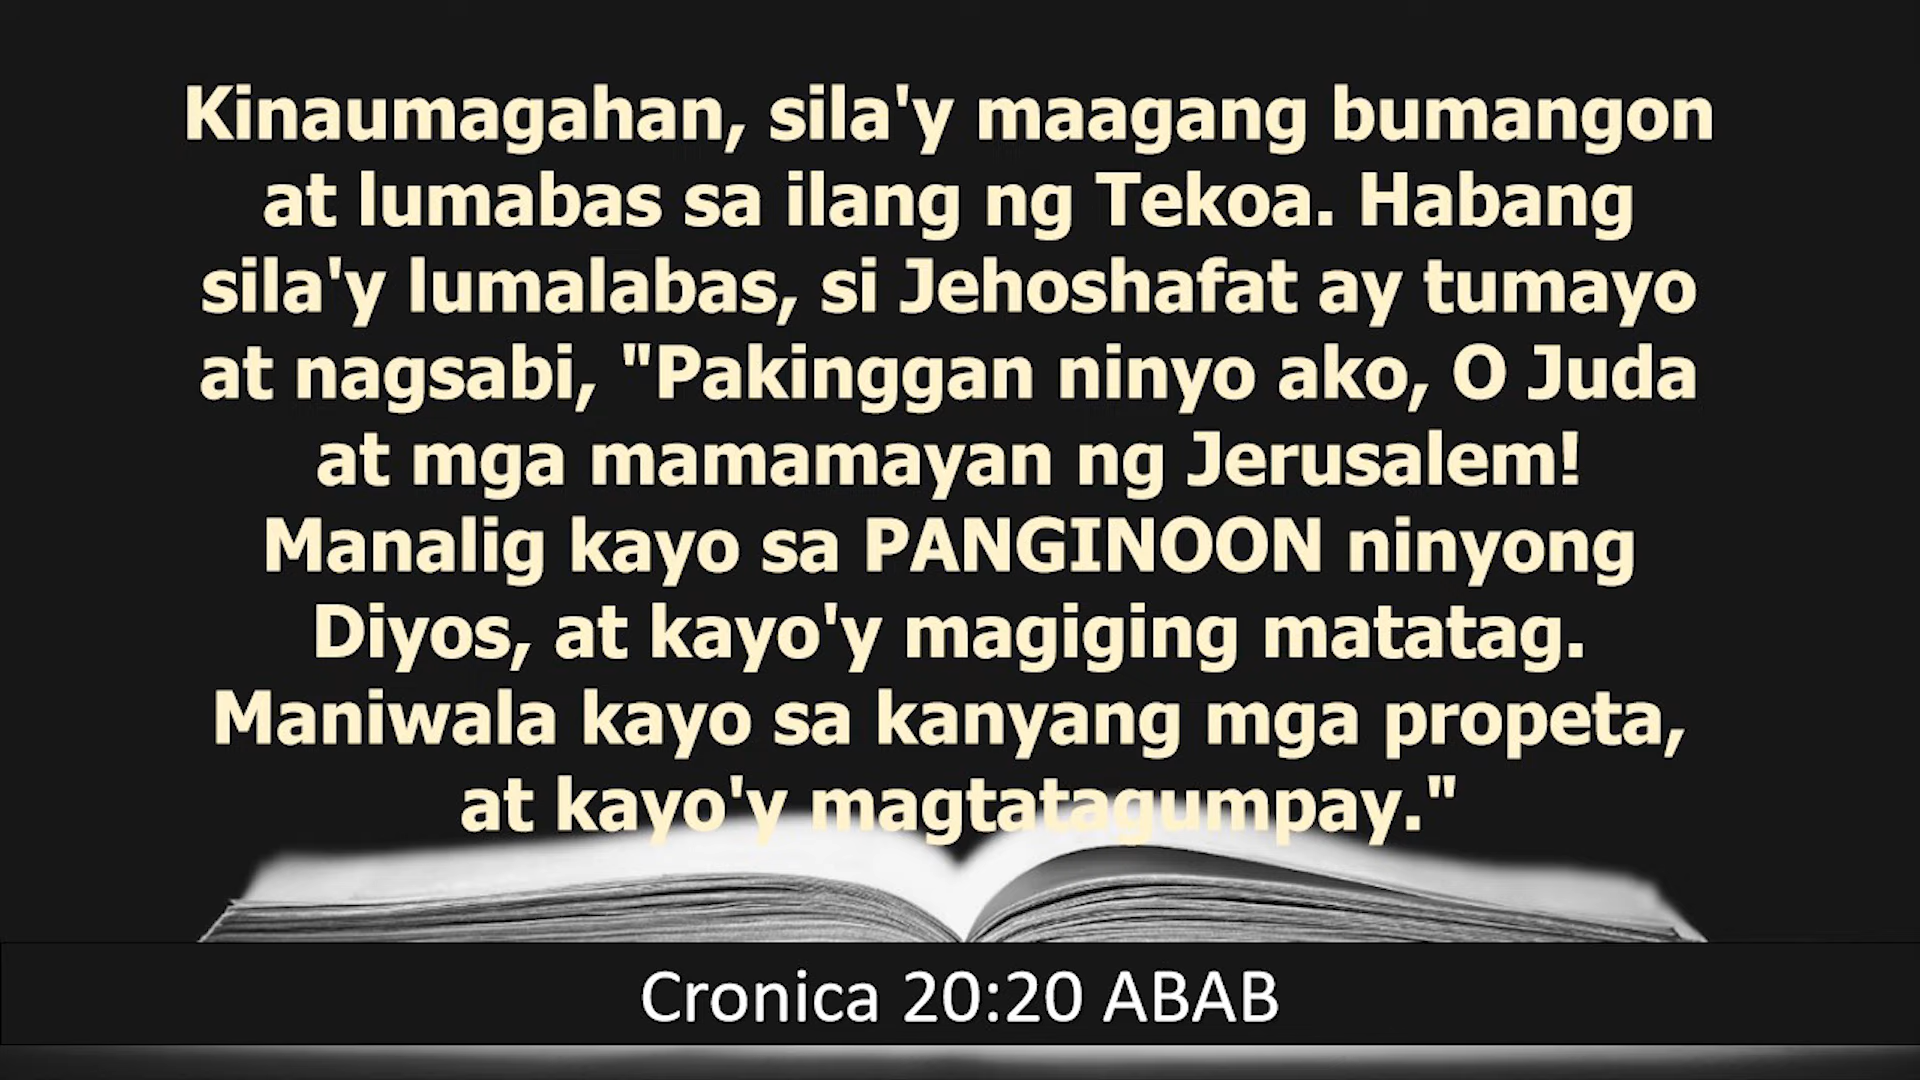 Kinaumagahan, sila'y maagang bumangon
at lumabas sa ilang ng Tekoa. Habang
sila'y lumalabas, si Jehoshafat ay tumayo
at nagsabi, "Pakinggan ninyo ako, O Juda
at mga mamamayan ng Jerusalem!
Manalig kayo sa PANGINOON ninyong
Diyos, at kayo'y magiging matatag.
Maniwala kayo sa kanyang mga propeta,
at kayo'y magtatagumpay."
Cronica 20:20 ABAB